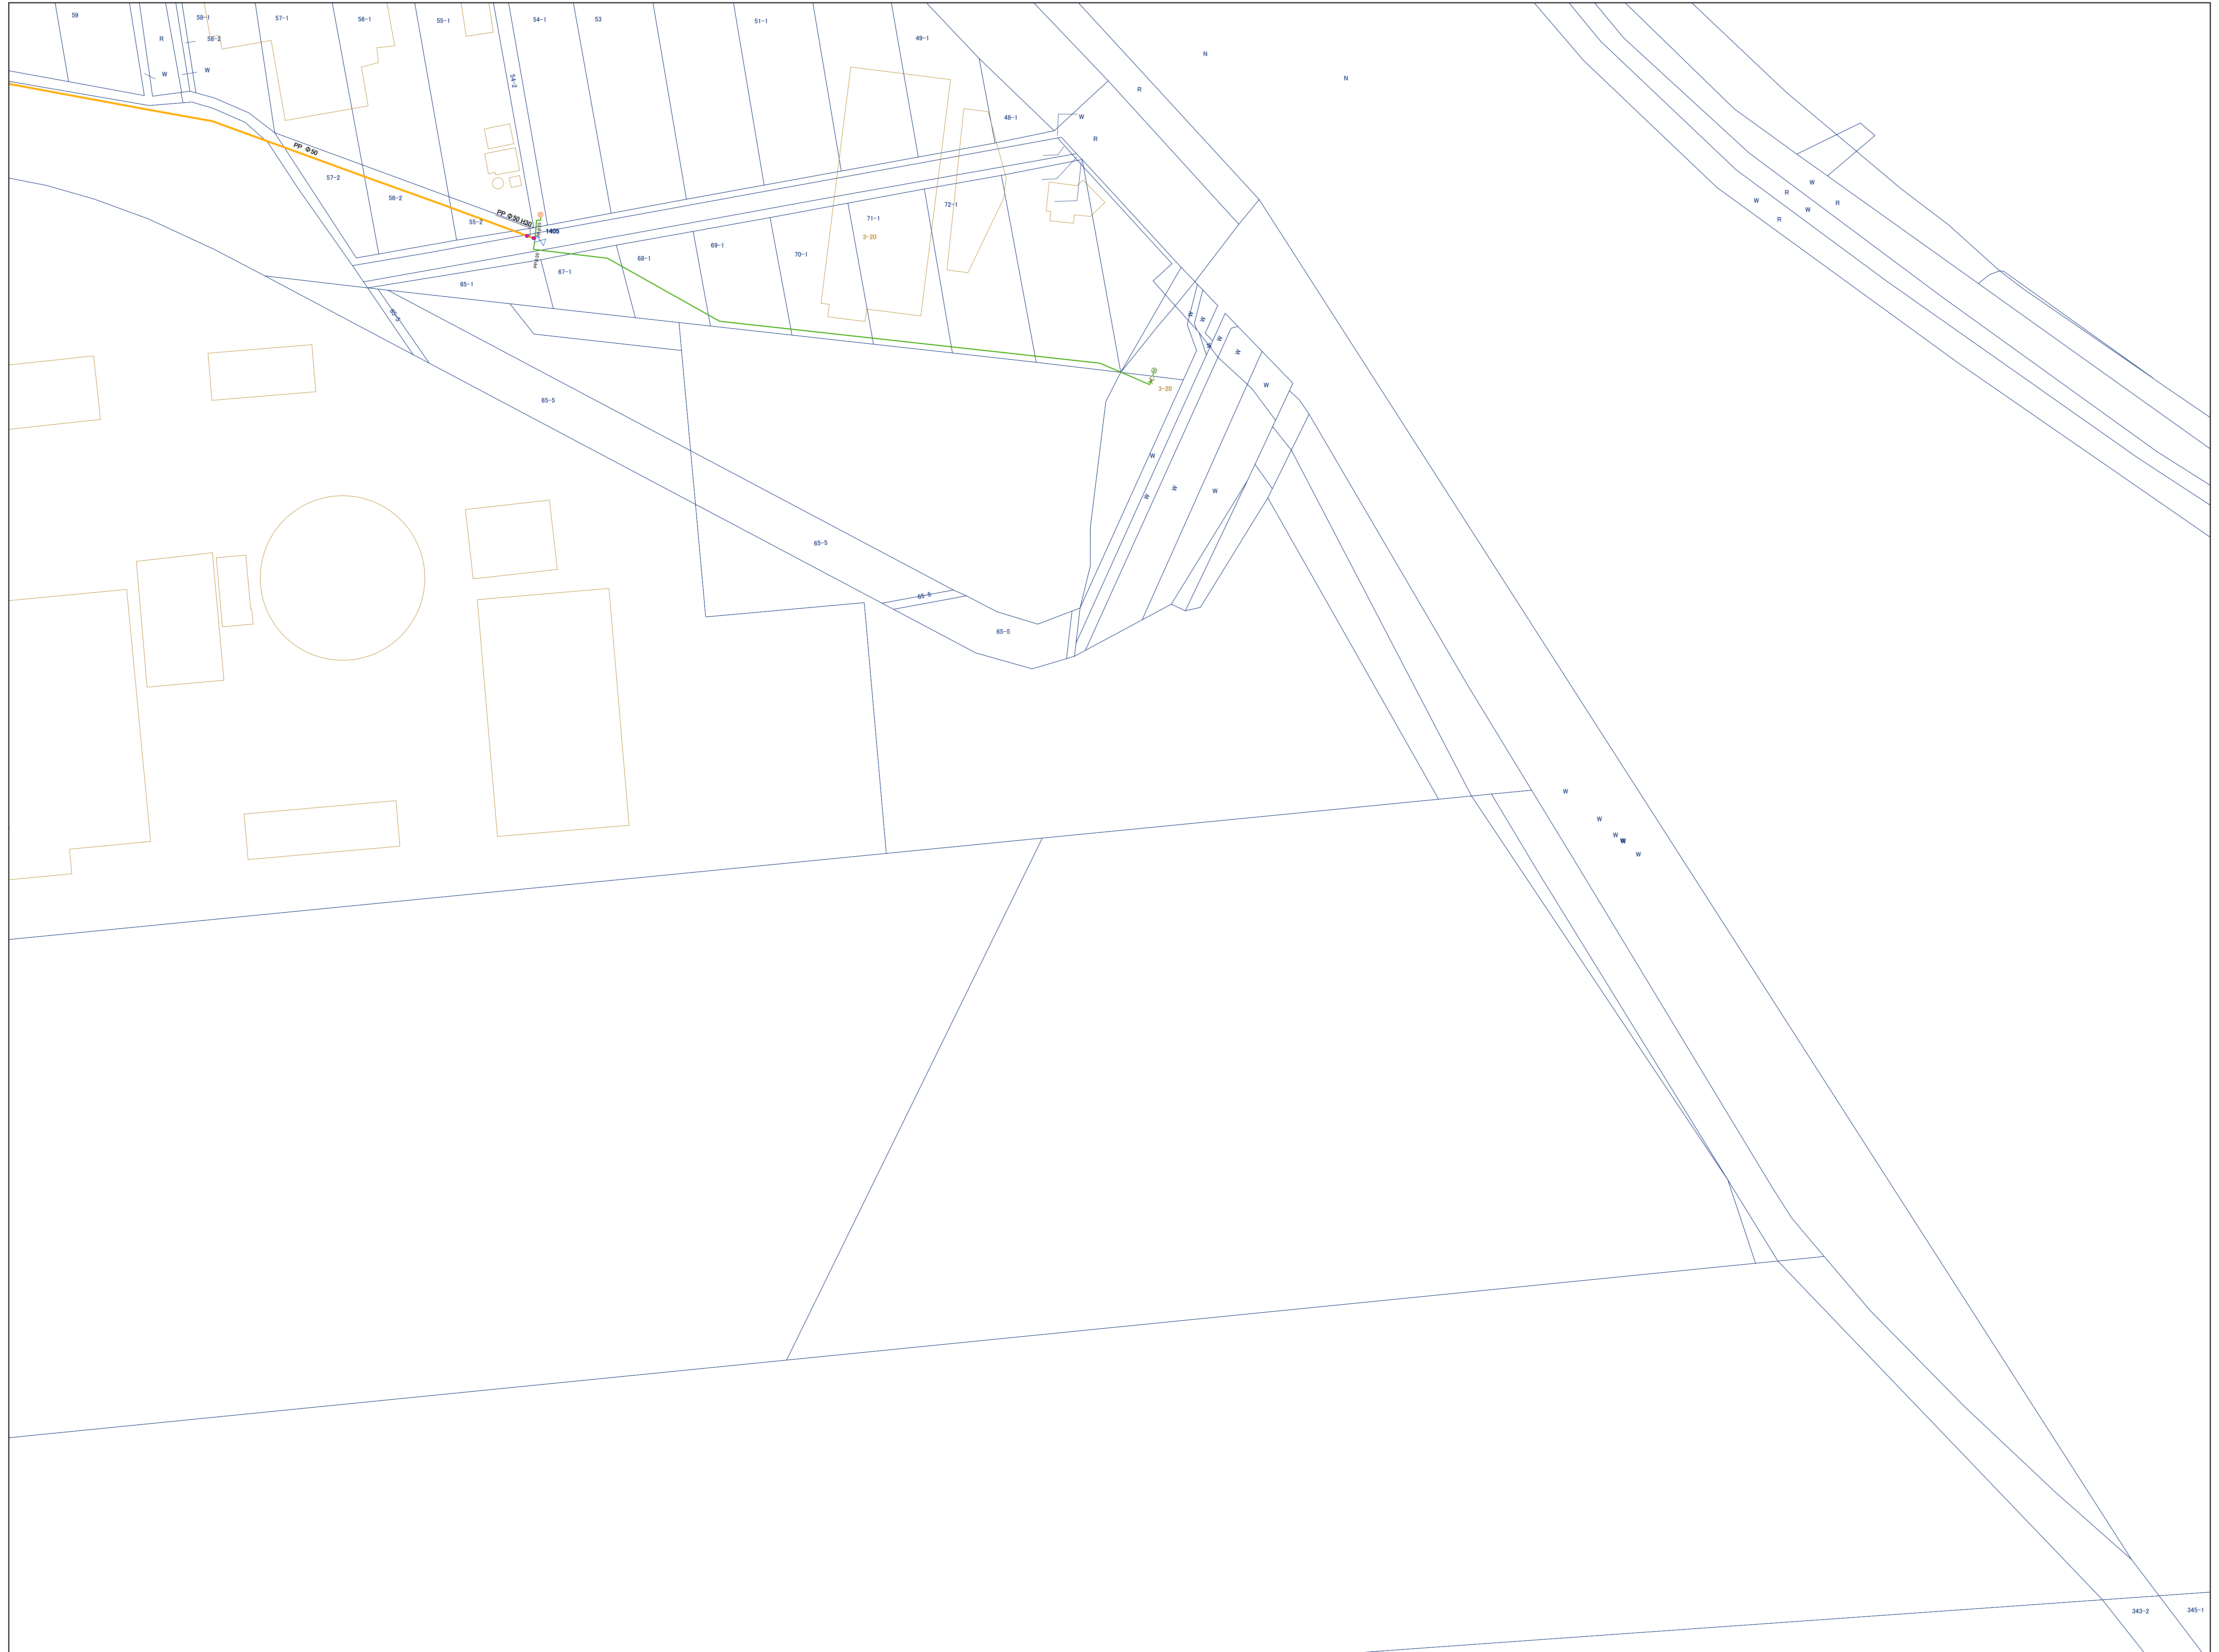 59
R
W
58-1
58-2
W
57-1
56-1
55-1
54-1
54-2
53
51-1
49-1
48-1
W
R
R
N
N
PP Φ50
57-2
56-2
55-2
PP Φ50 H30
1405
65-1
67-1
68-1
69-1
70-1
71-1
3-20
72-1
65-5
65-5
65-5
65-5
3-20
W
W
W
W
W
W
W
W
W
W
W
R
W
R
W
R
W
W
W
W
W
343-2
345-1